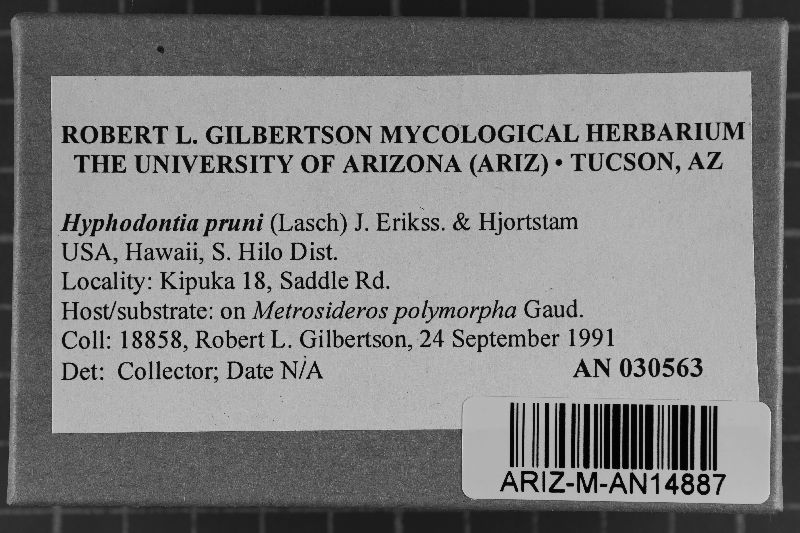 ROBERT L. GILBERTSON MYCOLOGICAL HERBARIUM
THE UNIVERSITY OF ARIZONA (ARIZ) • TUCSON, AZ
Hyphodontia pruni (Lasch) J. Erikss. & Hjortstam
USA, Hawaii, S. Hilo Dist.
Locality: Kipuka 18, Saddle Rd.
Host/substrate: on Metrosideros polymorpha Gaud.
Coll: 18858, Robert L. Gilbertson, 24 September 1991
Det: Collector; Date N/A AN 030563
ARIZ-M-AN14887